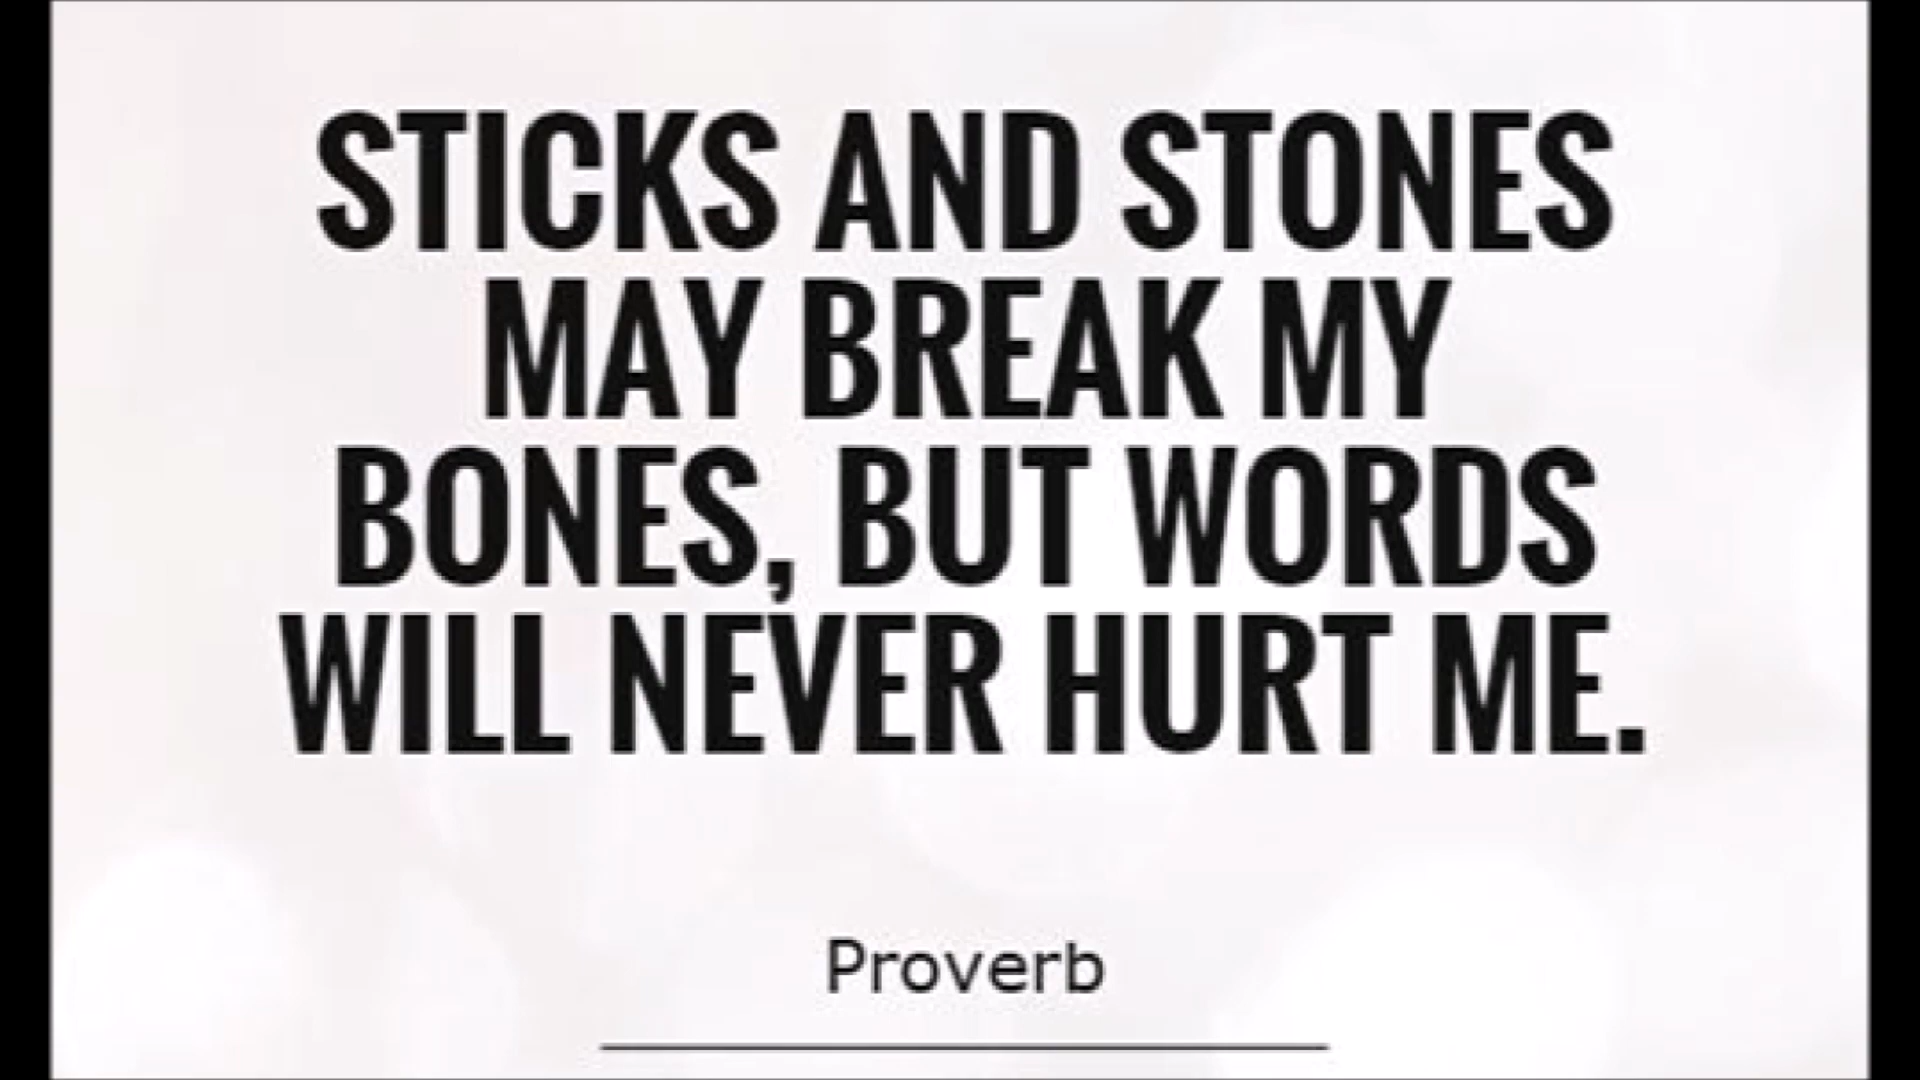 STICKS AND STONES
MAY BREAK MY
BONES, BUT WORDS
WILL NEVER HURT ME.
Proverb